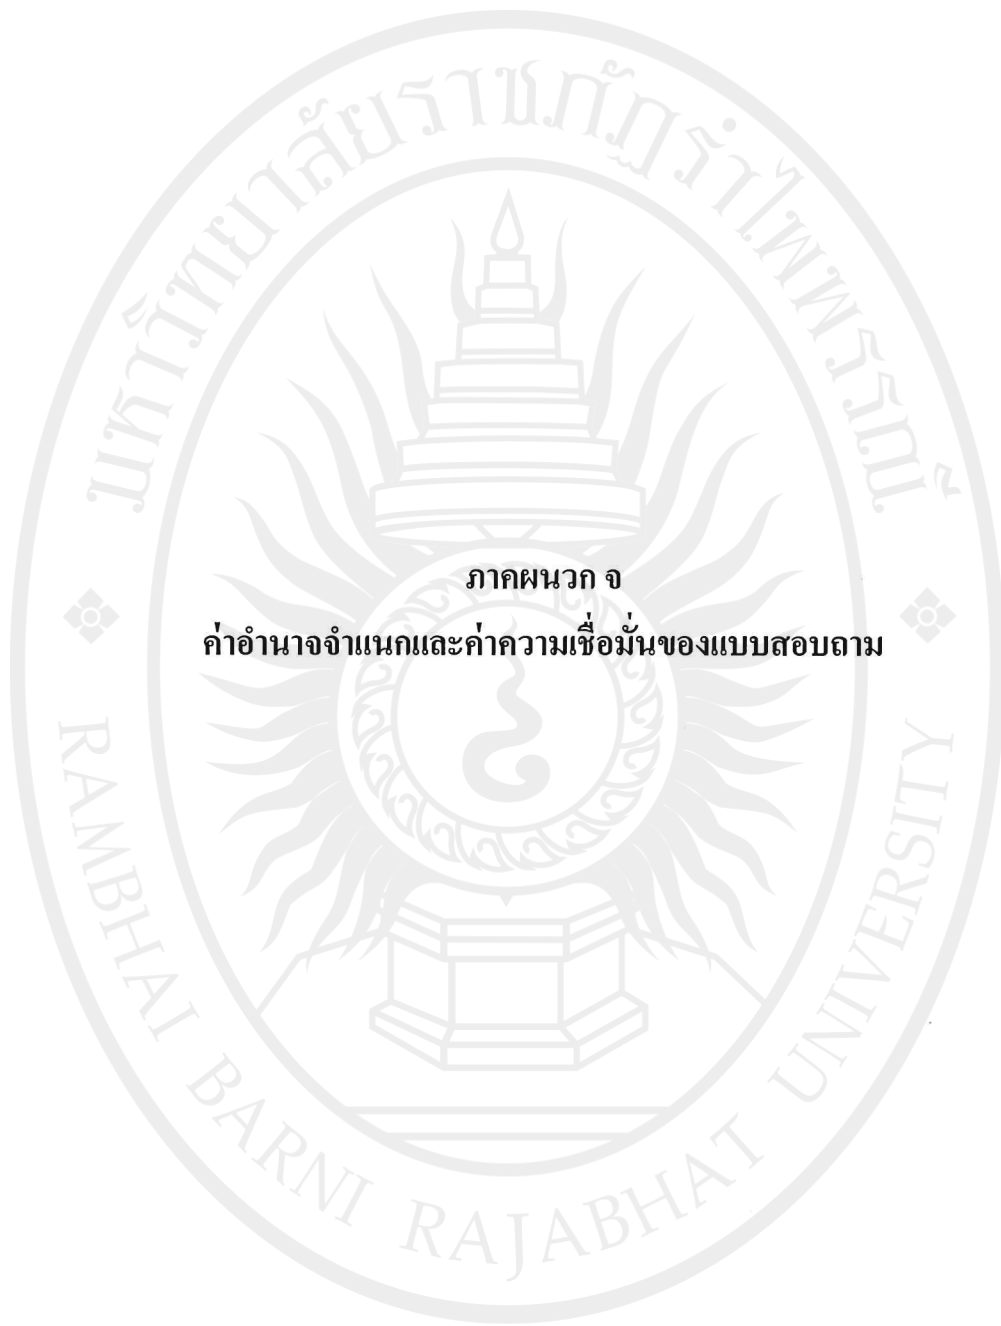 มหาวิทยาลัยราชภัฏรำไพพรรณี
ภาคผนวก จ
ค่าอำนาจจำแนกและค่าความเชื่อมั่นของแบบสอบถาม
RAMBHAI BARNI RAJABHAT UNIVERSITY